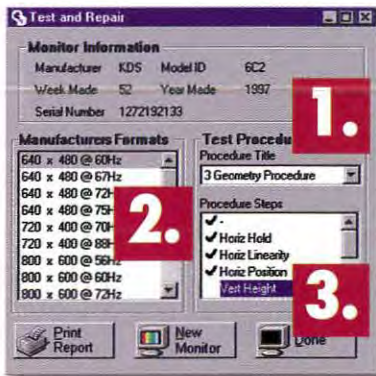 Test and Repair
Monitor Information
Manufacturer KDS Model ID 6C2
Week Made 52 Year Made 1997
Serial Number 1272192133
1.
Manufacturers Formats
640 x 480 @ 60Hz
640 x 480 @ 67Hz
640 x 480 @ 72H
640 x 480 @ 75H
720 x 400 @ 70H
720 x 400 @ 88H
800 x 600 @ 56H
800 x 600 @ 60Hz
800 x 600 @ 72Hz
2.
Test Procedu
Procedure Title
3 Geometry Procedure
Procedure Steps
-
Horiz Hold
Horiz Linearity
Horiz Position
Vert Height
3.
Print Report
New Monitor
Done